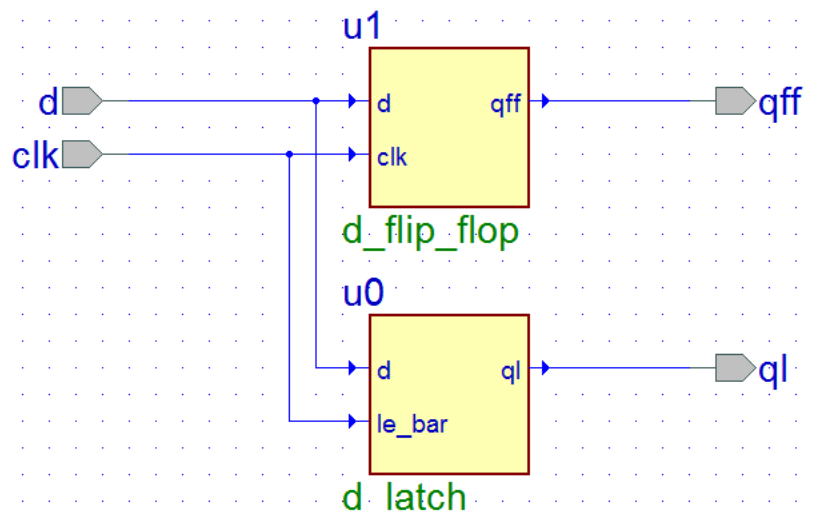 u1
d
d
qff
qff
clk
clk
d_flip_flop
u0
d
ql
ql
le_bar
d_latch